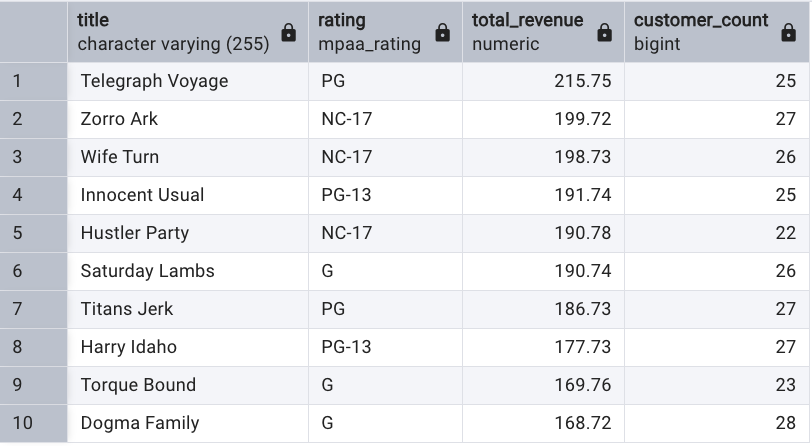 title rating total_revenue customer_count
character varying (255) mpaa_rating numeric bigint
1 Telegraph Voyage PG 215.75 25
2 Zorro Ark NC-17 199.72 27
3 Wife Turn NC-17 198.73 26
4 Innocent Usual PG-13 191.74 25
5 Hustler Party NC-17 190.78 22
6 Saturday Lambs G 190.74 26
7 Titans Jerk PG 186.73 27
8 Harry Idaho PG-13 177.73 27
9 Torque Bound G 169.76 23
10 Dogma Family G 168.72 28